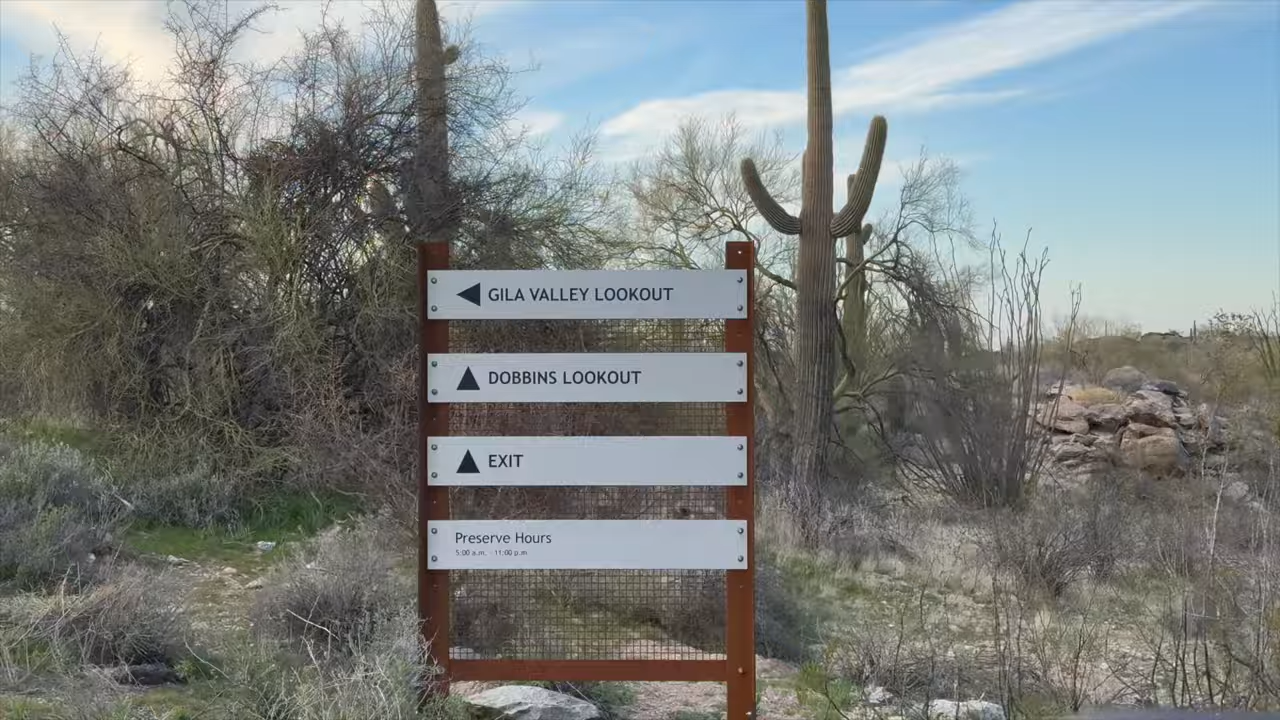 GILA VALLEY LOOKOUT
DOBBINS LOOKOUT
EXIT
Preserve Hours
5:00 a.m. - 11:00 p.m